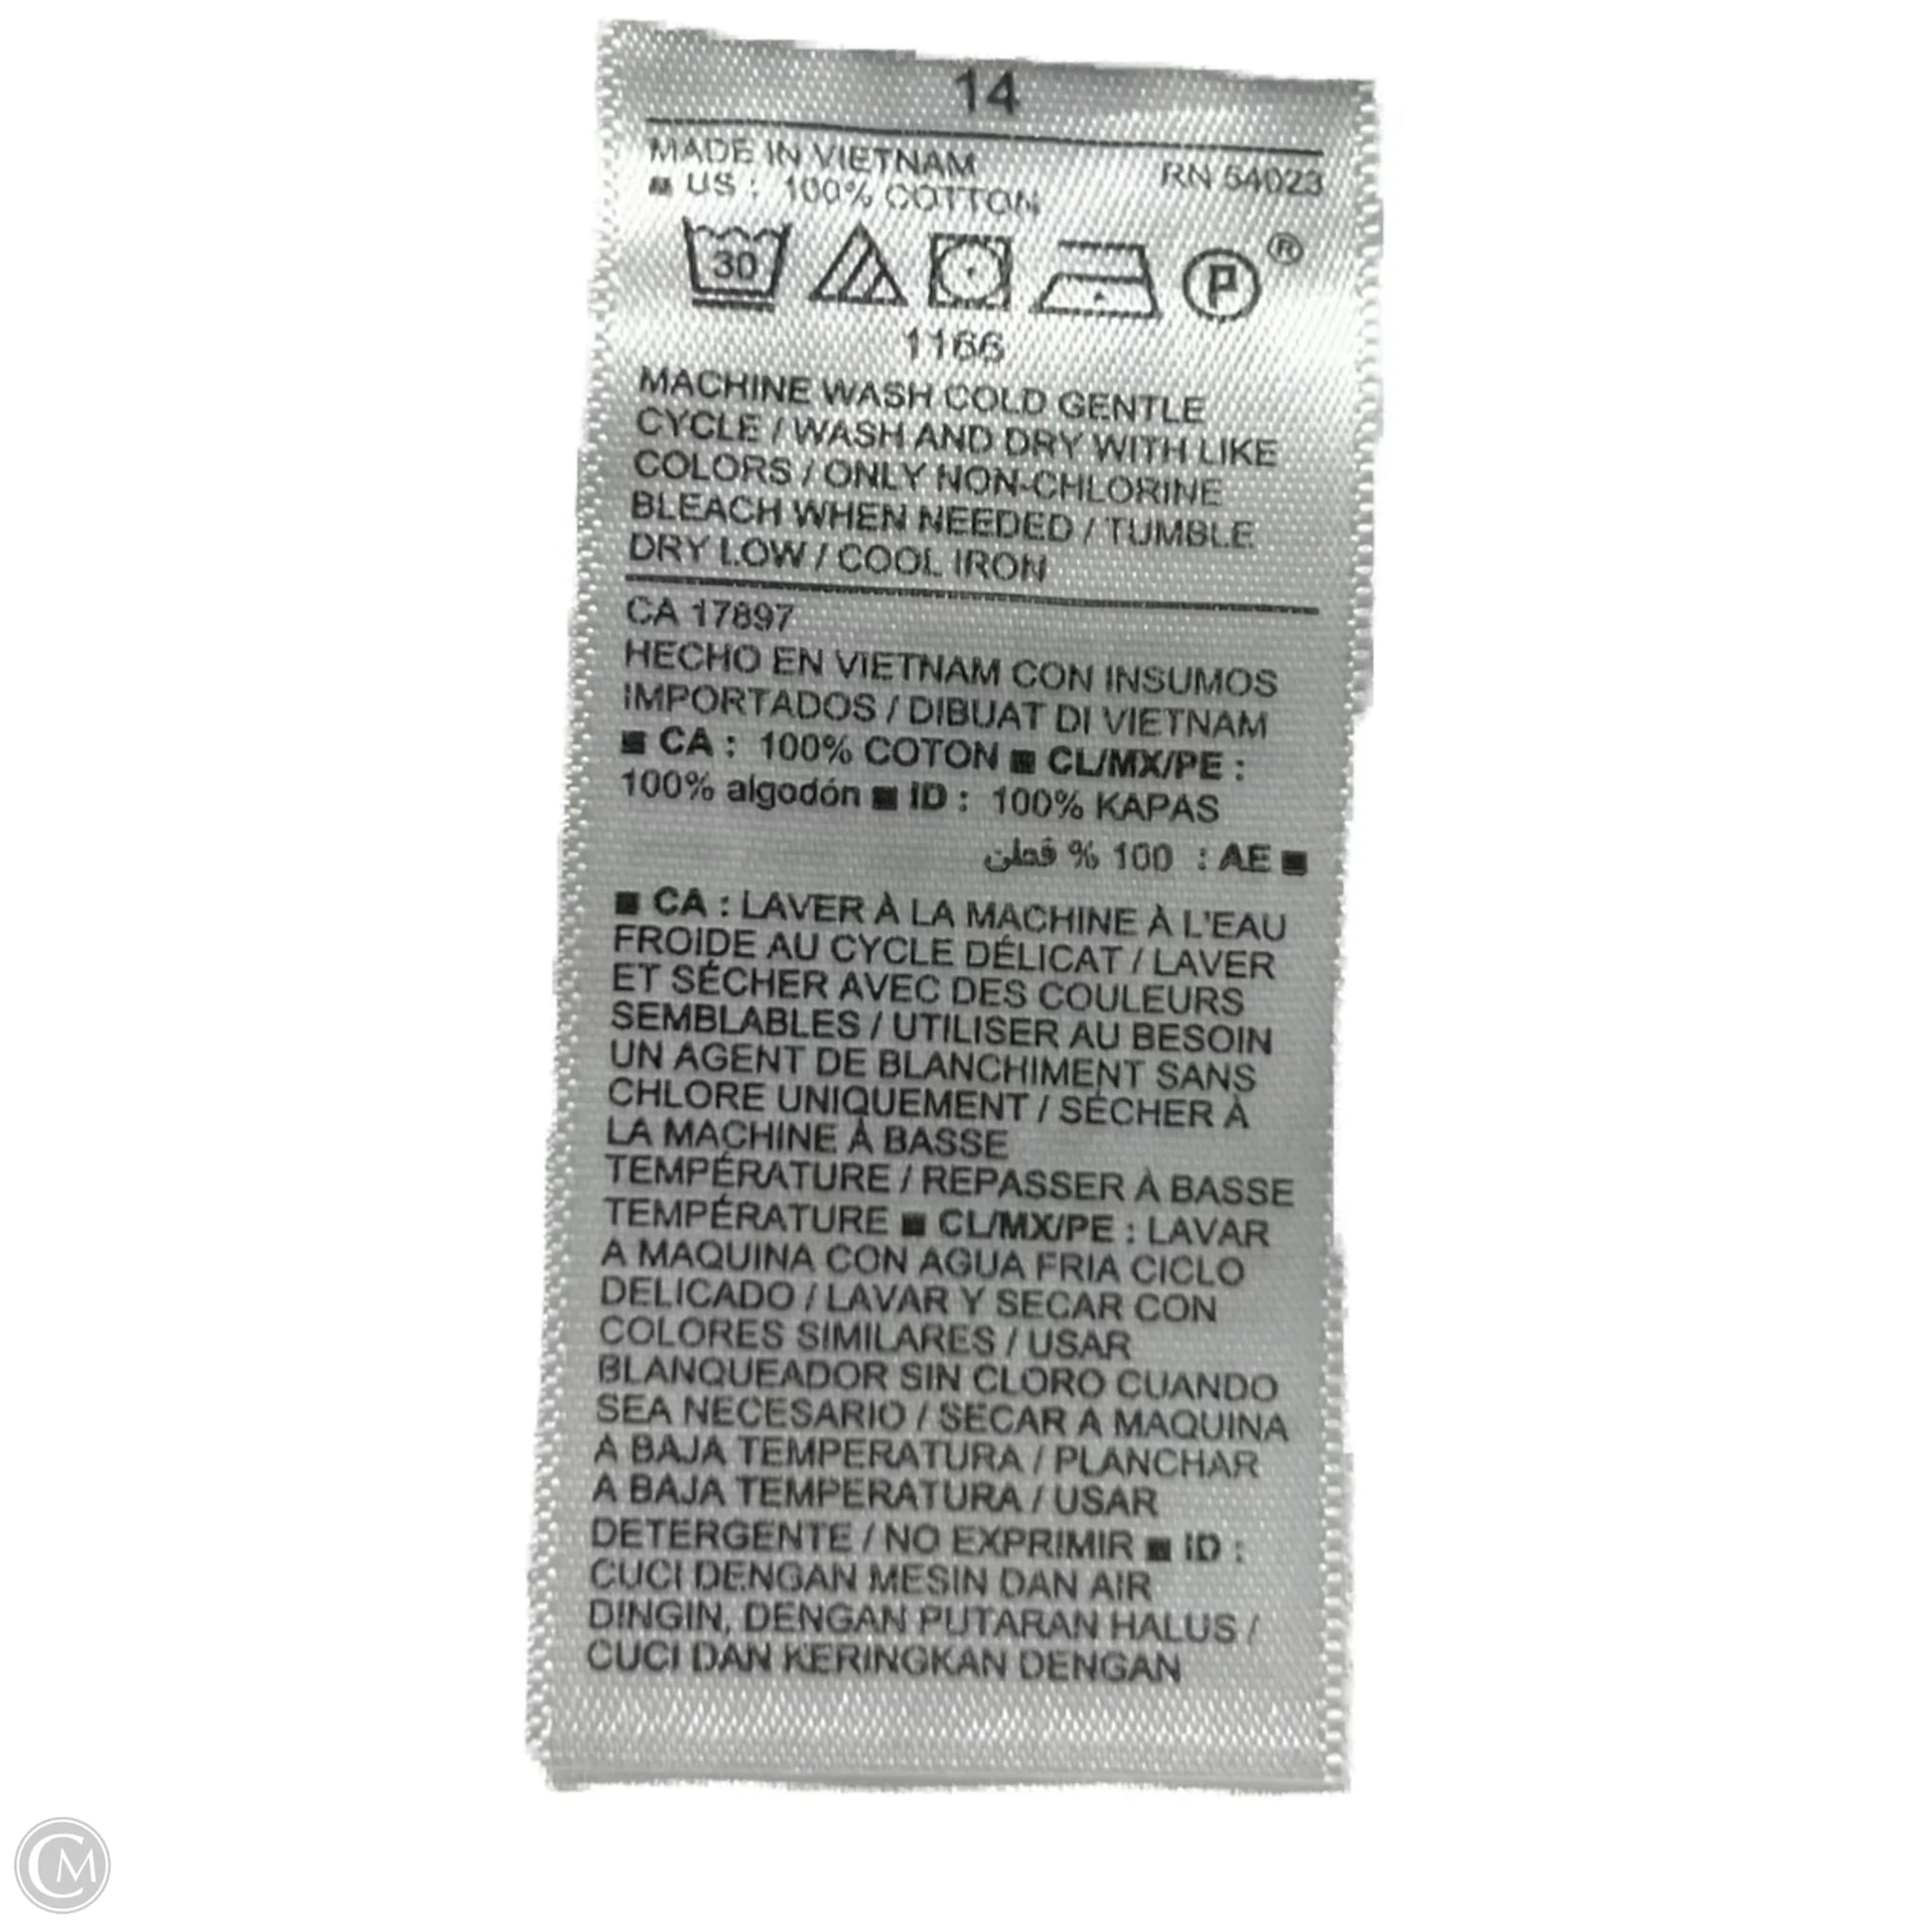 14
MADE IN VIETNAM RN 54023
■ US : 100% COTTON
30 P ®
1166
MACHINE WASH COLD GENTLE
CYCLE / WASH AND DRY WITH LIKE
COLORS / ONLY NON-CHLORINE
BLEACH WHEN NEEDED / TUMBLE
DRY LOW / COOL IRON
CA 17897
HECHO EN VIETNAM CON INSUMOS
IMPORTADOS / DIBUAT DI VIETNAM
■ CA : 100% COTON ■ CL/MX/PE :
100% algodón ■ ID : 100% KAPAS
■ AE : 100 % قطن
■ CA : LAVER À LA MACHINE À L'EAU
FROIDE AU CYCLE DÉLICAT / LAVER
ET SÉCHER AVEC DES COULEURS
SEMBLABLES / UTILISER AU BESOIN
UN AGENT DE BLANCHIMENT SANS
CHLORE UNIQUEMENT / SÉCHER À
LA MACHINE À BASSE
TEMPÉRATURE / REPASSER À BASSE
TEMPÉRATURE ■ CL/MX/PE : LAVAR
A MAQUINA CON AGUA FRIA CICLO
DELICADO / LAVAR Y SECAR CON
COLORES SIMILARES / USAR
BLANQUEADOR SIN CLORO CUANDO
SEA NECESARIO / SECAR A MAQUINA
A BAJA TEMPERATURA / PLANCHAR
A BAJA TEMPERATURA / USAR
DETERGENTE / NO EXPRIMIR ■ ID :
CUCI DENGAN MESIN DAN AIR
DINGIN, DENGAN PUTARAN HALUS /
CUCI DAN KERINGKAN DENGAN
CM